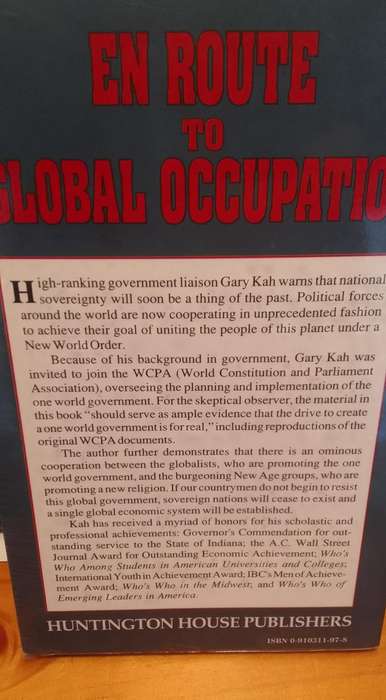 EN ROUTE
TO
GLOBAL OCCUPATIO
High-ranking government liaison Gary Kah warns that national
sovereignty will soon be a thing of the past. Political forces
around the world are now cooperating in unprecedented fashion
to achieve their goal of uniting the people of this planet under a
New World Order.
Because of his background in government, Gary Kah was
invited to join the WCPA (World Constitution and Parliament
Association), overseeing the planning and implementation of the
one world government. For the skeptical observer, the material in
this book "should serve as ample evidence that the drive to create
a one world government is for real," including reproductions of the
original WCPA documents.
The author further demonstrates that there is an ominous
cooperation between the globalists, who are promoting the one
world government, and the burgeoning New Age groups, who are
promoting a new religion. If our countrymen do not begin to resist
this global government, sovereign nations will cease to exist and
a single global economic system will be established.
Kah has received a myriad of honors for his scholastic and
professional achievements: Governor's Commendation for out-
standing service to the State of Indiana; the A.C. Wall Street
Journal Award for Outstanding Economic Achievement; Who's
Who Among Students in American Universities and Colleges;
International Youth in Achievement Award; IBC's Men of Achieve-
ment Award; Who's Who in the Midwest; and Who's Who of
Emerging Leaders in America.
HUNTINGTON HOUSE PUBLISHERS
ISBN 0-910311-97-8